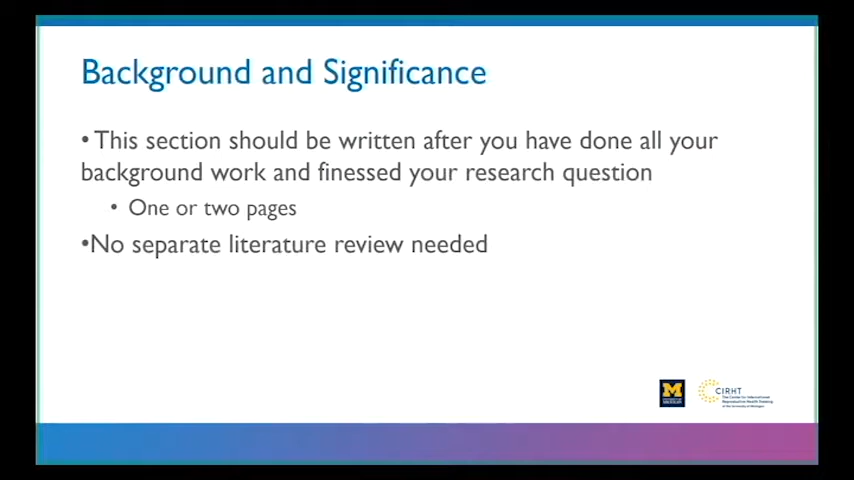 Background and Significance
• This section should be written after you have done all your
background work and finessed your research question
• One or two pages
•No separate literature review needed
M
CIRHT
The Center for International
Reproductive Health Training
at the University of Michigan